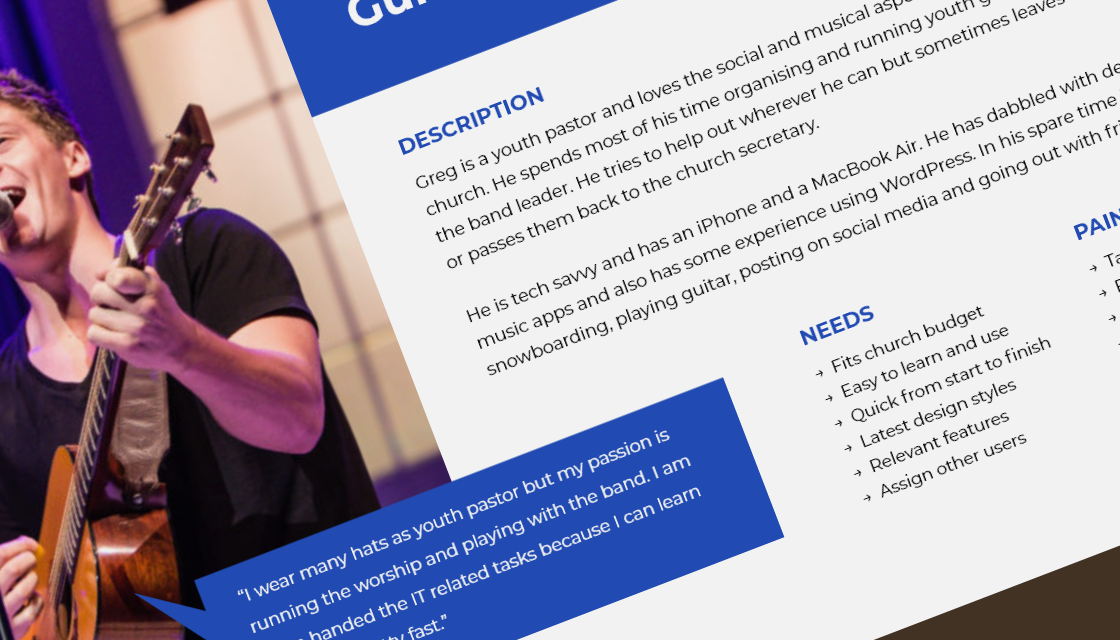 DESCRIPTION
Greg is a youth pastor and loves the social and musical
church. He spends most of his time organising and running youth
the band leader. He tries to help out wherever he can but sometimes leaves
or passes them back to the church secretary.
He is tech savvy and has an iPhone and a MacBook Air. He has dabbled with
music apps and also has some experience using WordPress. In his spare time
snowboarding, playing guitar, posting on social media and going out with
NEEDS
→ Fits church budget
→ Easy to learn and use
→ Quick from start to finish
→ Latest design styles
→ Relevant features
→ Assign other users
“I wear many hats as youth pastor but my passion is
running the worship and playing with the band. I am
handed the IT related tasks because I can learn
fast.”